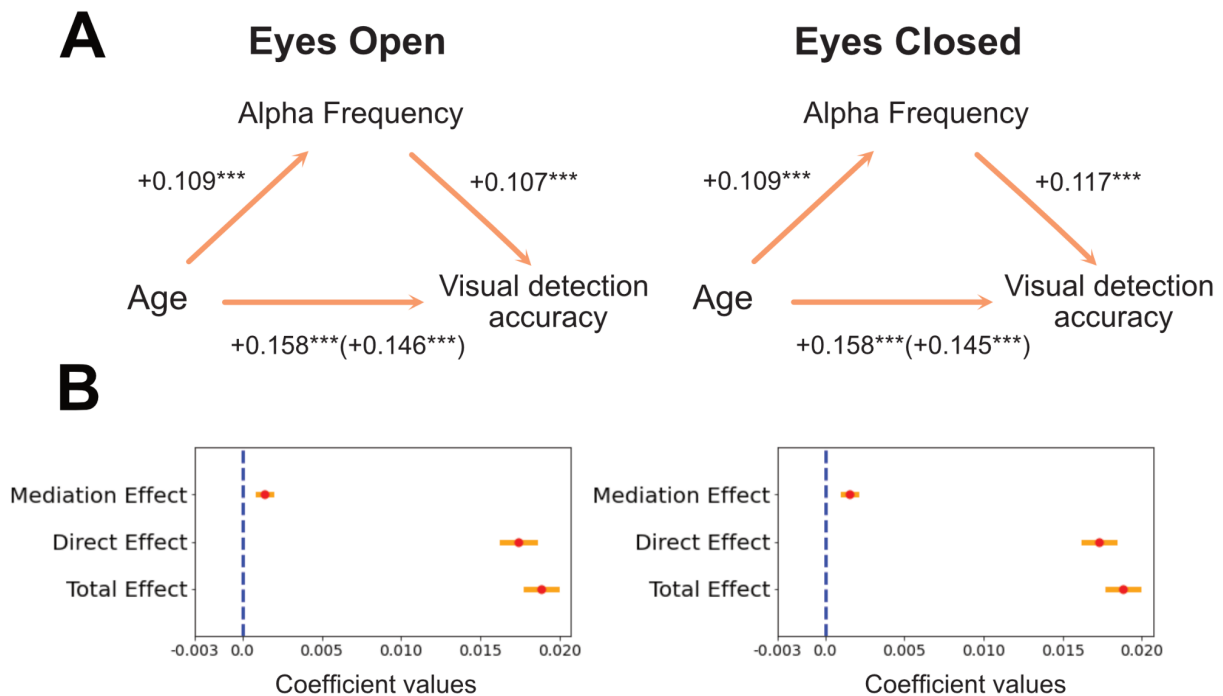 A
Eyes Open
Eyes Closed
Alpha Frequency
Alpha Frequency
+0.109***
+0.107***
+0.109***
+0.117***
Age
Visual detection
accuracy
Age
Visual detection
accuracy
+0.158***(+0.146***)
+0.158***(+0.145***)
B
Mediation Effect
Direct Effect
Total Effect
-0.003 0.0 0.005 0.010 0.015 0.020
Coefficient values
Mediation Effect
Direct Effect
Total Effect
-0.003 0.0 0.005 0.010 0.015 0.020
Coefficient values